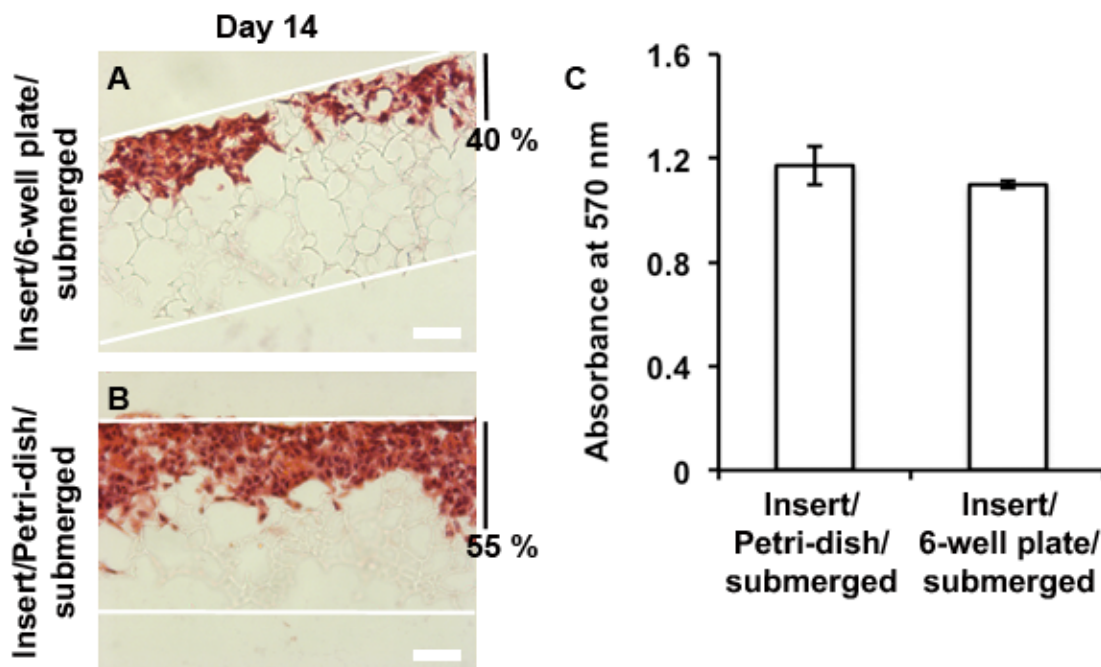 Day 14
Insert/6-well plate/
submerged
A
40 %
Insert/Petri-dish/
submerged
B
55 %
C
Absorbance at 570 nm
1.6
1.2
0.8
0.4
0
Insert/
Petri-dish/
submerged
Insert/
6-well plate/
submerged